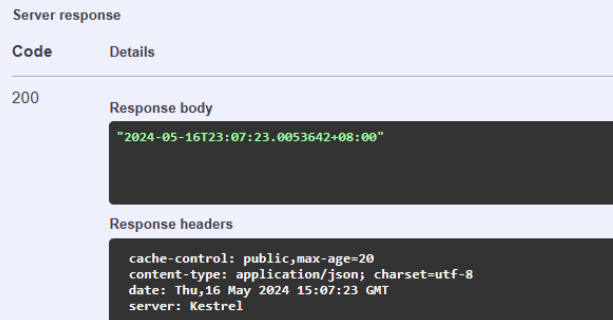 Server response
Code Details
200
Response body
"2024-05-16T23:07:23.0053642+08:00"
Response headers
cache-control: public,max-age=20
content-type: application/json; charset=utf-8
date: Thu,16 May 2024 15:07:23 GMT
server: Kestrel